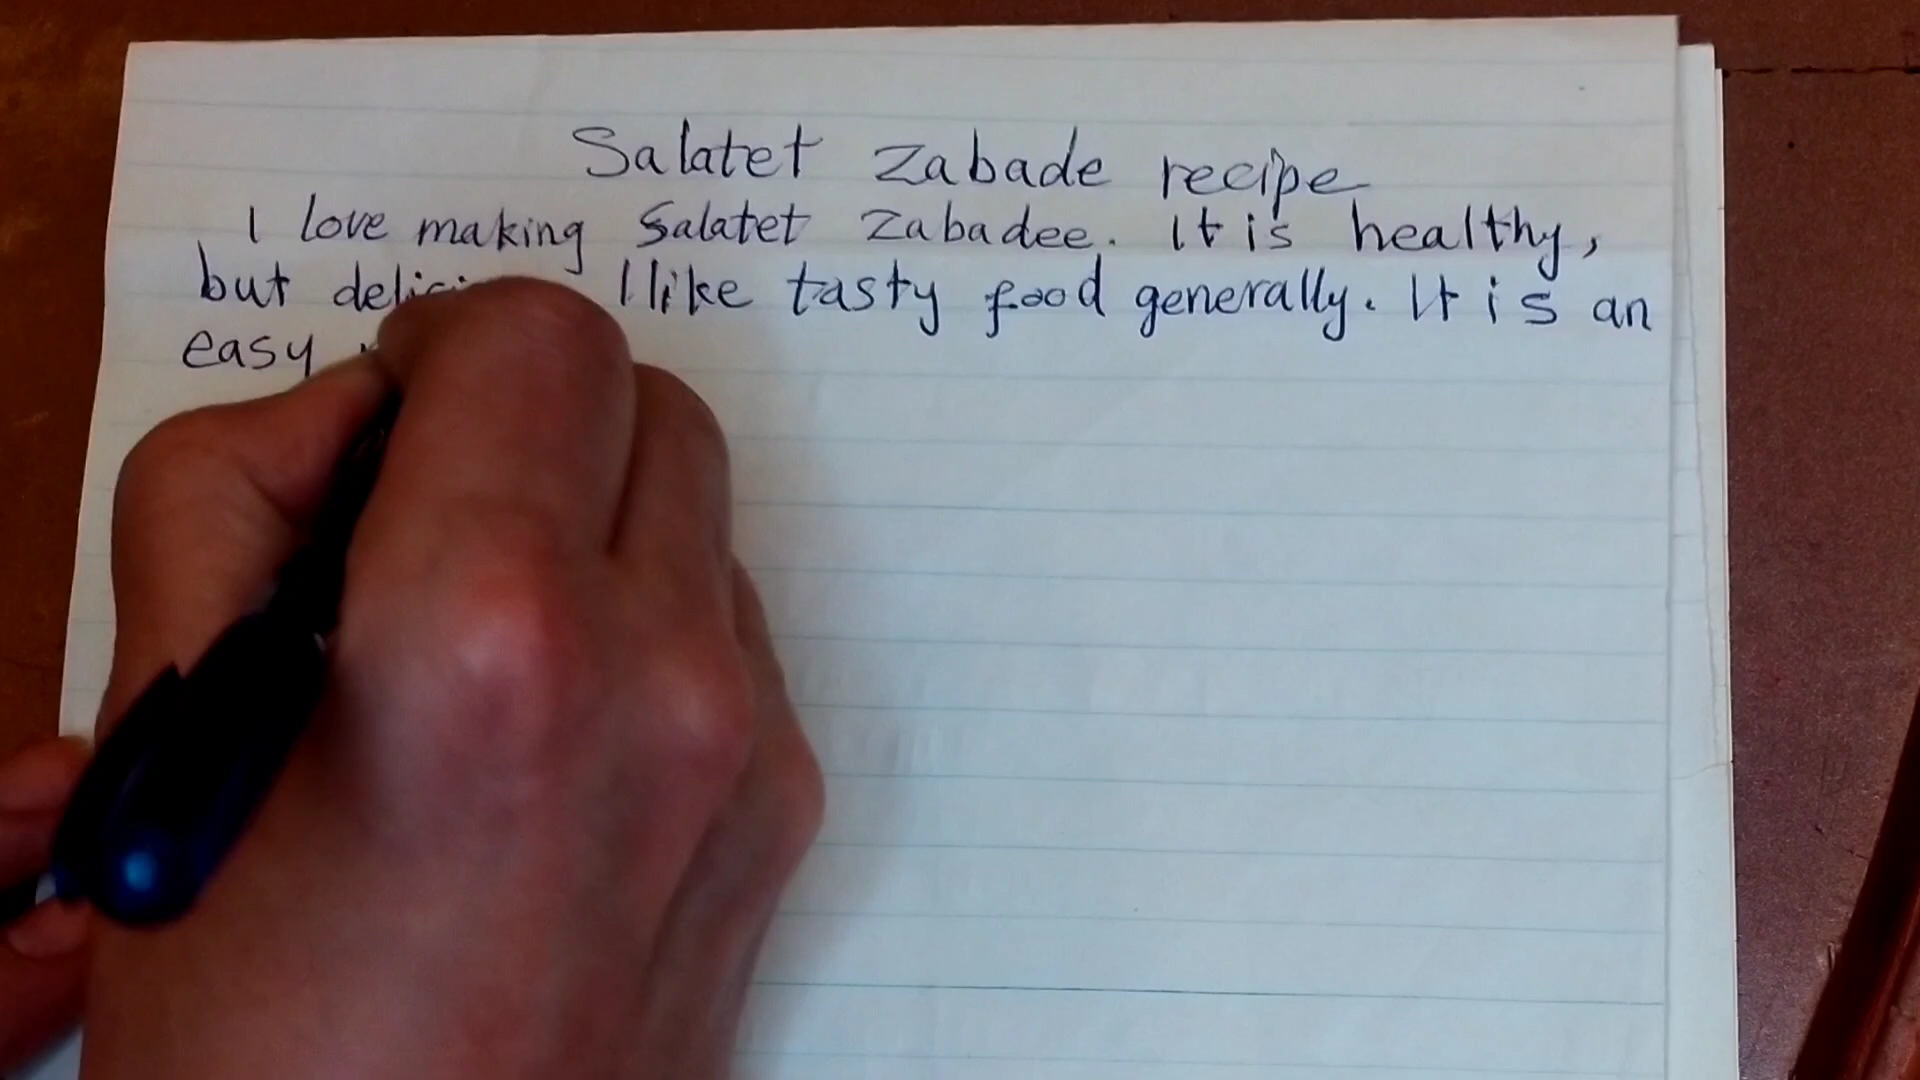 Salatet Zabade recipe
I love making Salatet Zabadee. It is healthy,
but I like tasty food generally. It is an
easy